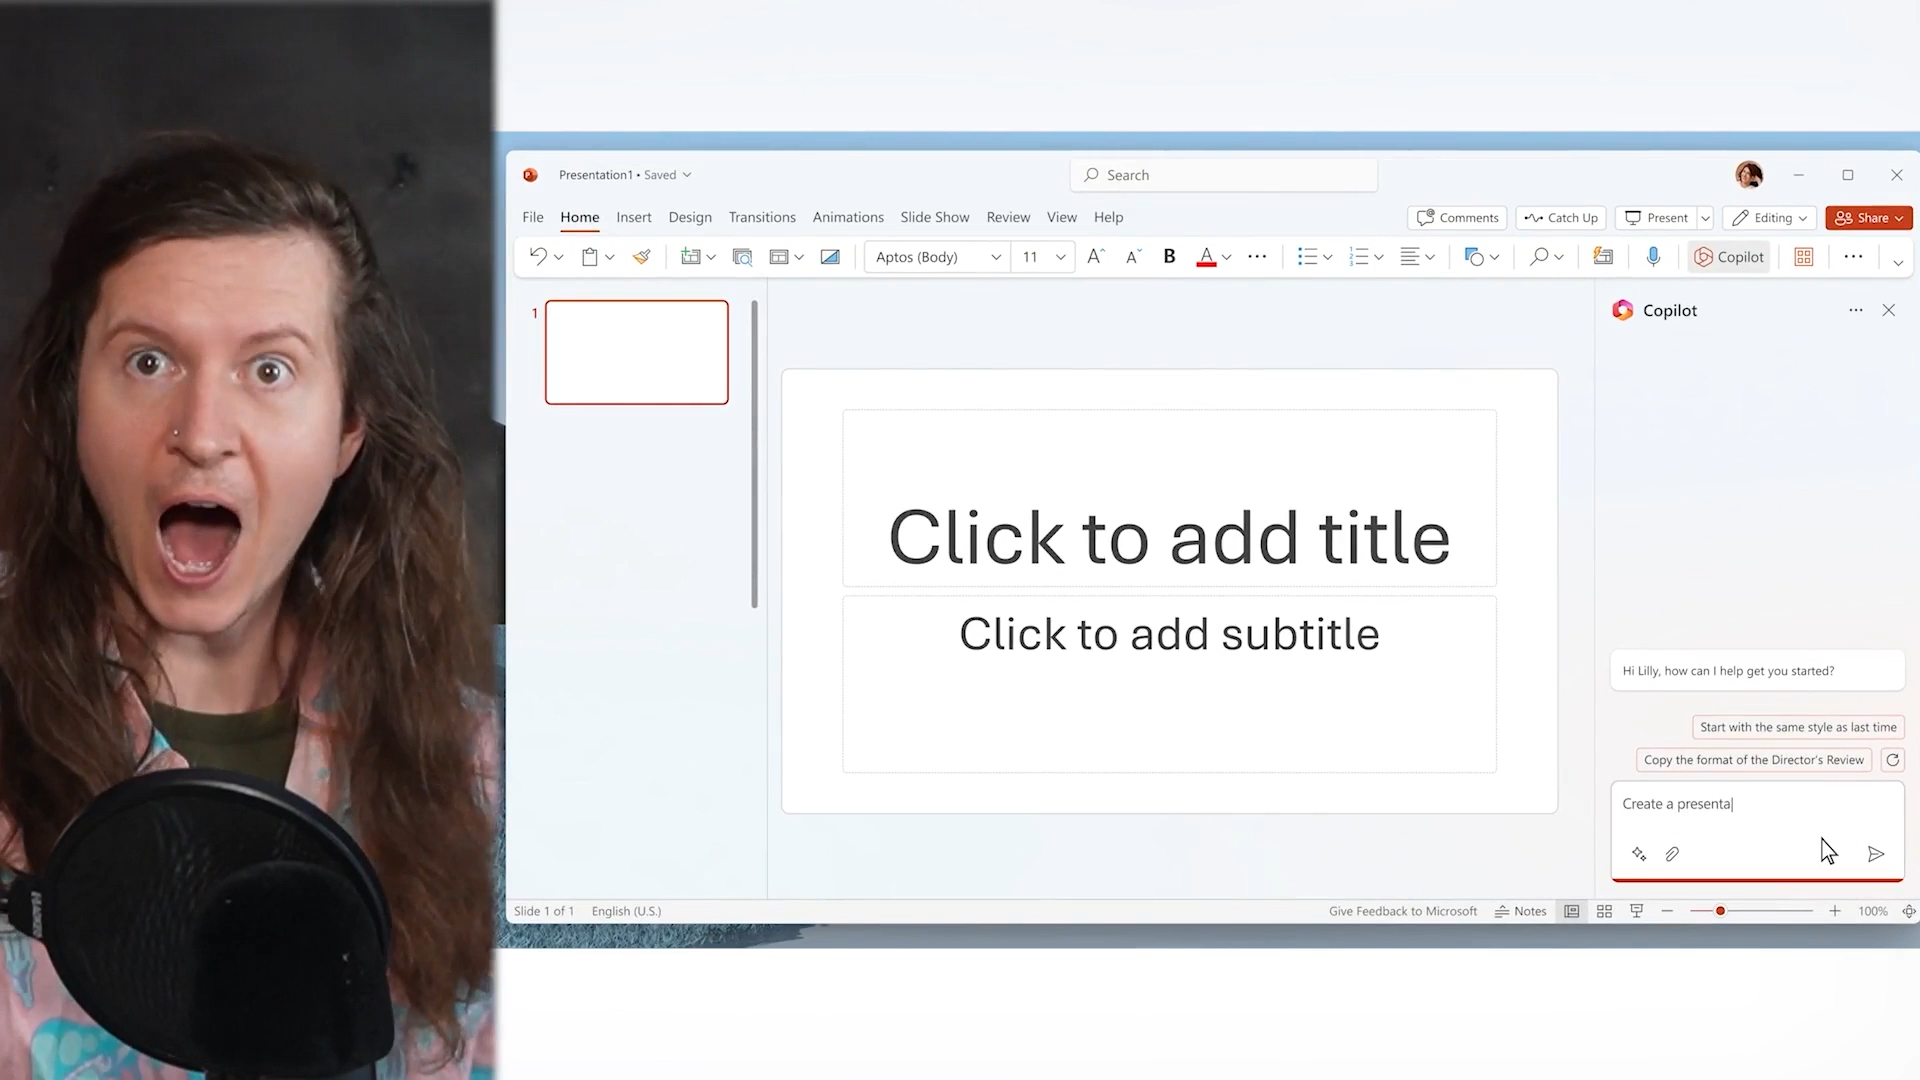 Presentation1 • Saved
Search
File Home Insert Design Transitions Animations Slide Show Review View Help
Comments Catch Up Present Editing Share
Aptos (Body) 11 B Copilot
1
Copilot
Click to add title
Click to add subtitle
Hi Lilly, how can I help get you started?
Start with the same style as last time
Copy the format of the Director's Review
Create a presenta
Slide 1 of 1 English (U.S.) Give Feedback to Microsoft Notes 100%